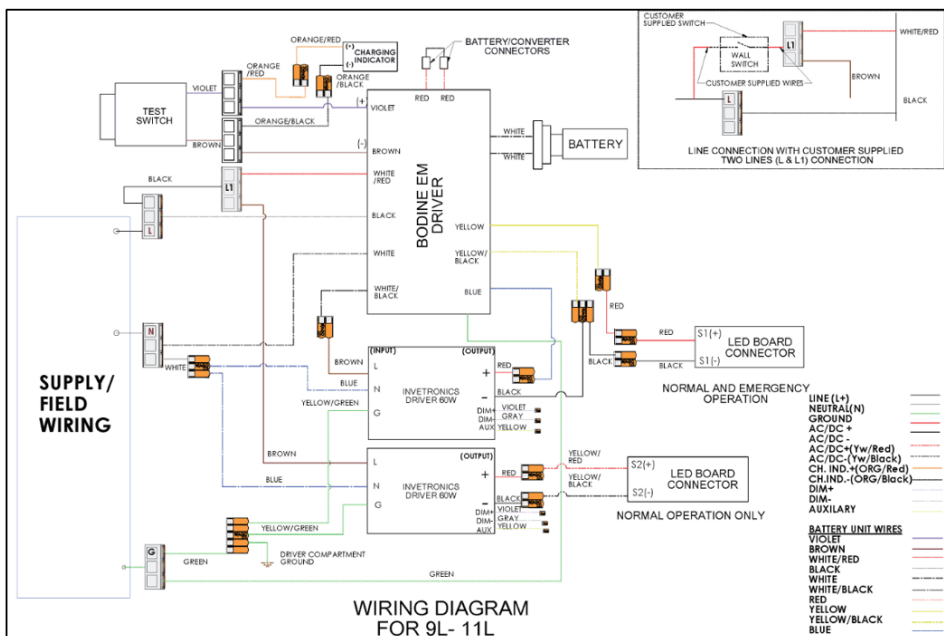 ORANGE/RED
(+)
CHARGING
INDICATOR
(-)
ORANGE
/RED
ORANGE
/BLACK
BATTERY/CONVERTER
CONNECTORS
RED
RED
VIOLET
TEST
SWITCH
BROWN
ORANGE/BLACK
(+)
VIOLET
(-)
BROWN
BLACK
L1
WHITE
/RED
L
BLACK
WHITE
WHITE/
BLACK
BODINE EM
DRIVER
WHITE
WHITE
BATTERY
YELLOW
YELLOW/
BLACK
BLUE
CUSTOMER
SUPPLIED SWITCH
WALL
SWITCH
L1
WHITE/RED
CUSTOMER SUPPLIED WIRES
BROWN
L
BLACK
LINE CONNECTION WITH CUSTOMER SUPPLIED
TWO LINES (L & L1) CONNECTION
RED
RED
S1(+)
LED BOARD
CONNECTOR
BLACK
BLACK
S1(-)
NORMAL AND EMERGENCY
OPERATION
N
WHITE
SUPPLY/
FIELD
WIRING
BROWN
BLUE
YELLOW/GREEN
(INPUT)
(OUTPUT)
L
N
G
INVETRONICS
DRIVER 60W
+
-
RED
BLACK
DIM+
VIOLET
DIM-
GRAY
AUX
YELLOW
BROWN
BLUE
YELLOW/GREEN
(OUTPUT)
L
N
G
INVETRONICS
DRIVER 60W
+
-
RED
BLACK
DIM+
VIOLET
DIM-
GRAY
AUX
YELLOW
YELLOW/
RED
YELLOW/
BLACK
S2(+)
S2(-)
LED BOARD
CONNECTOR
NORMAL OPERATION ONLY
G
GREEN
DRIVER COMPARTMENT
GROUND
GREEN
WIRING DIAGRAM
FOR 9L- 11L
LINE (L+)
NEUTRAL(N)
GROUND
AC/DC +
AC/DC -
AC/DC+(Yw/Red)
AC/DC-(Yw/Black)
CH. IND.+(ORG/Red)
CH.IND.-(ORG/Black)
DIM+
DIM-
AUXILARY
BATTERY UNIT WIRES
VIOLET
BROWN
WHITE/RED
BLACK
WHITE
WHITE/BLACK
RED
YELLOW
YELLOW/BLACK
BLUE